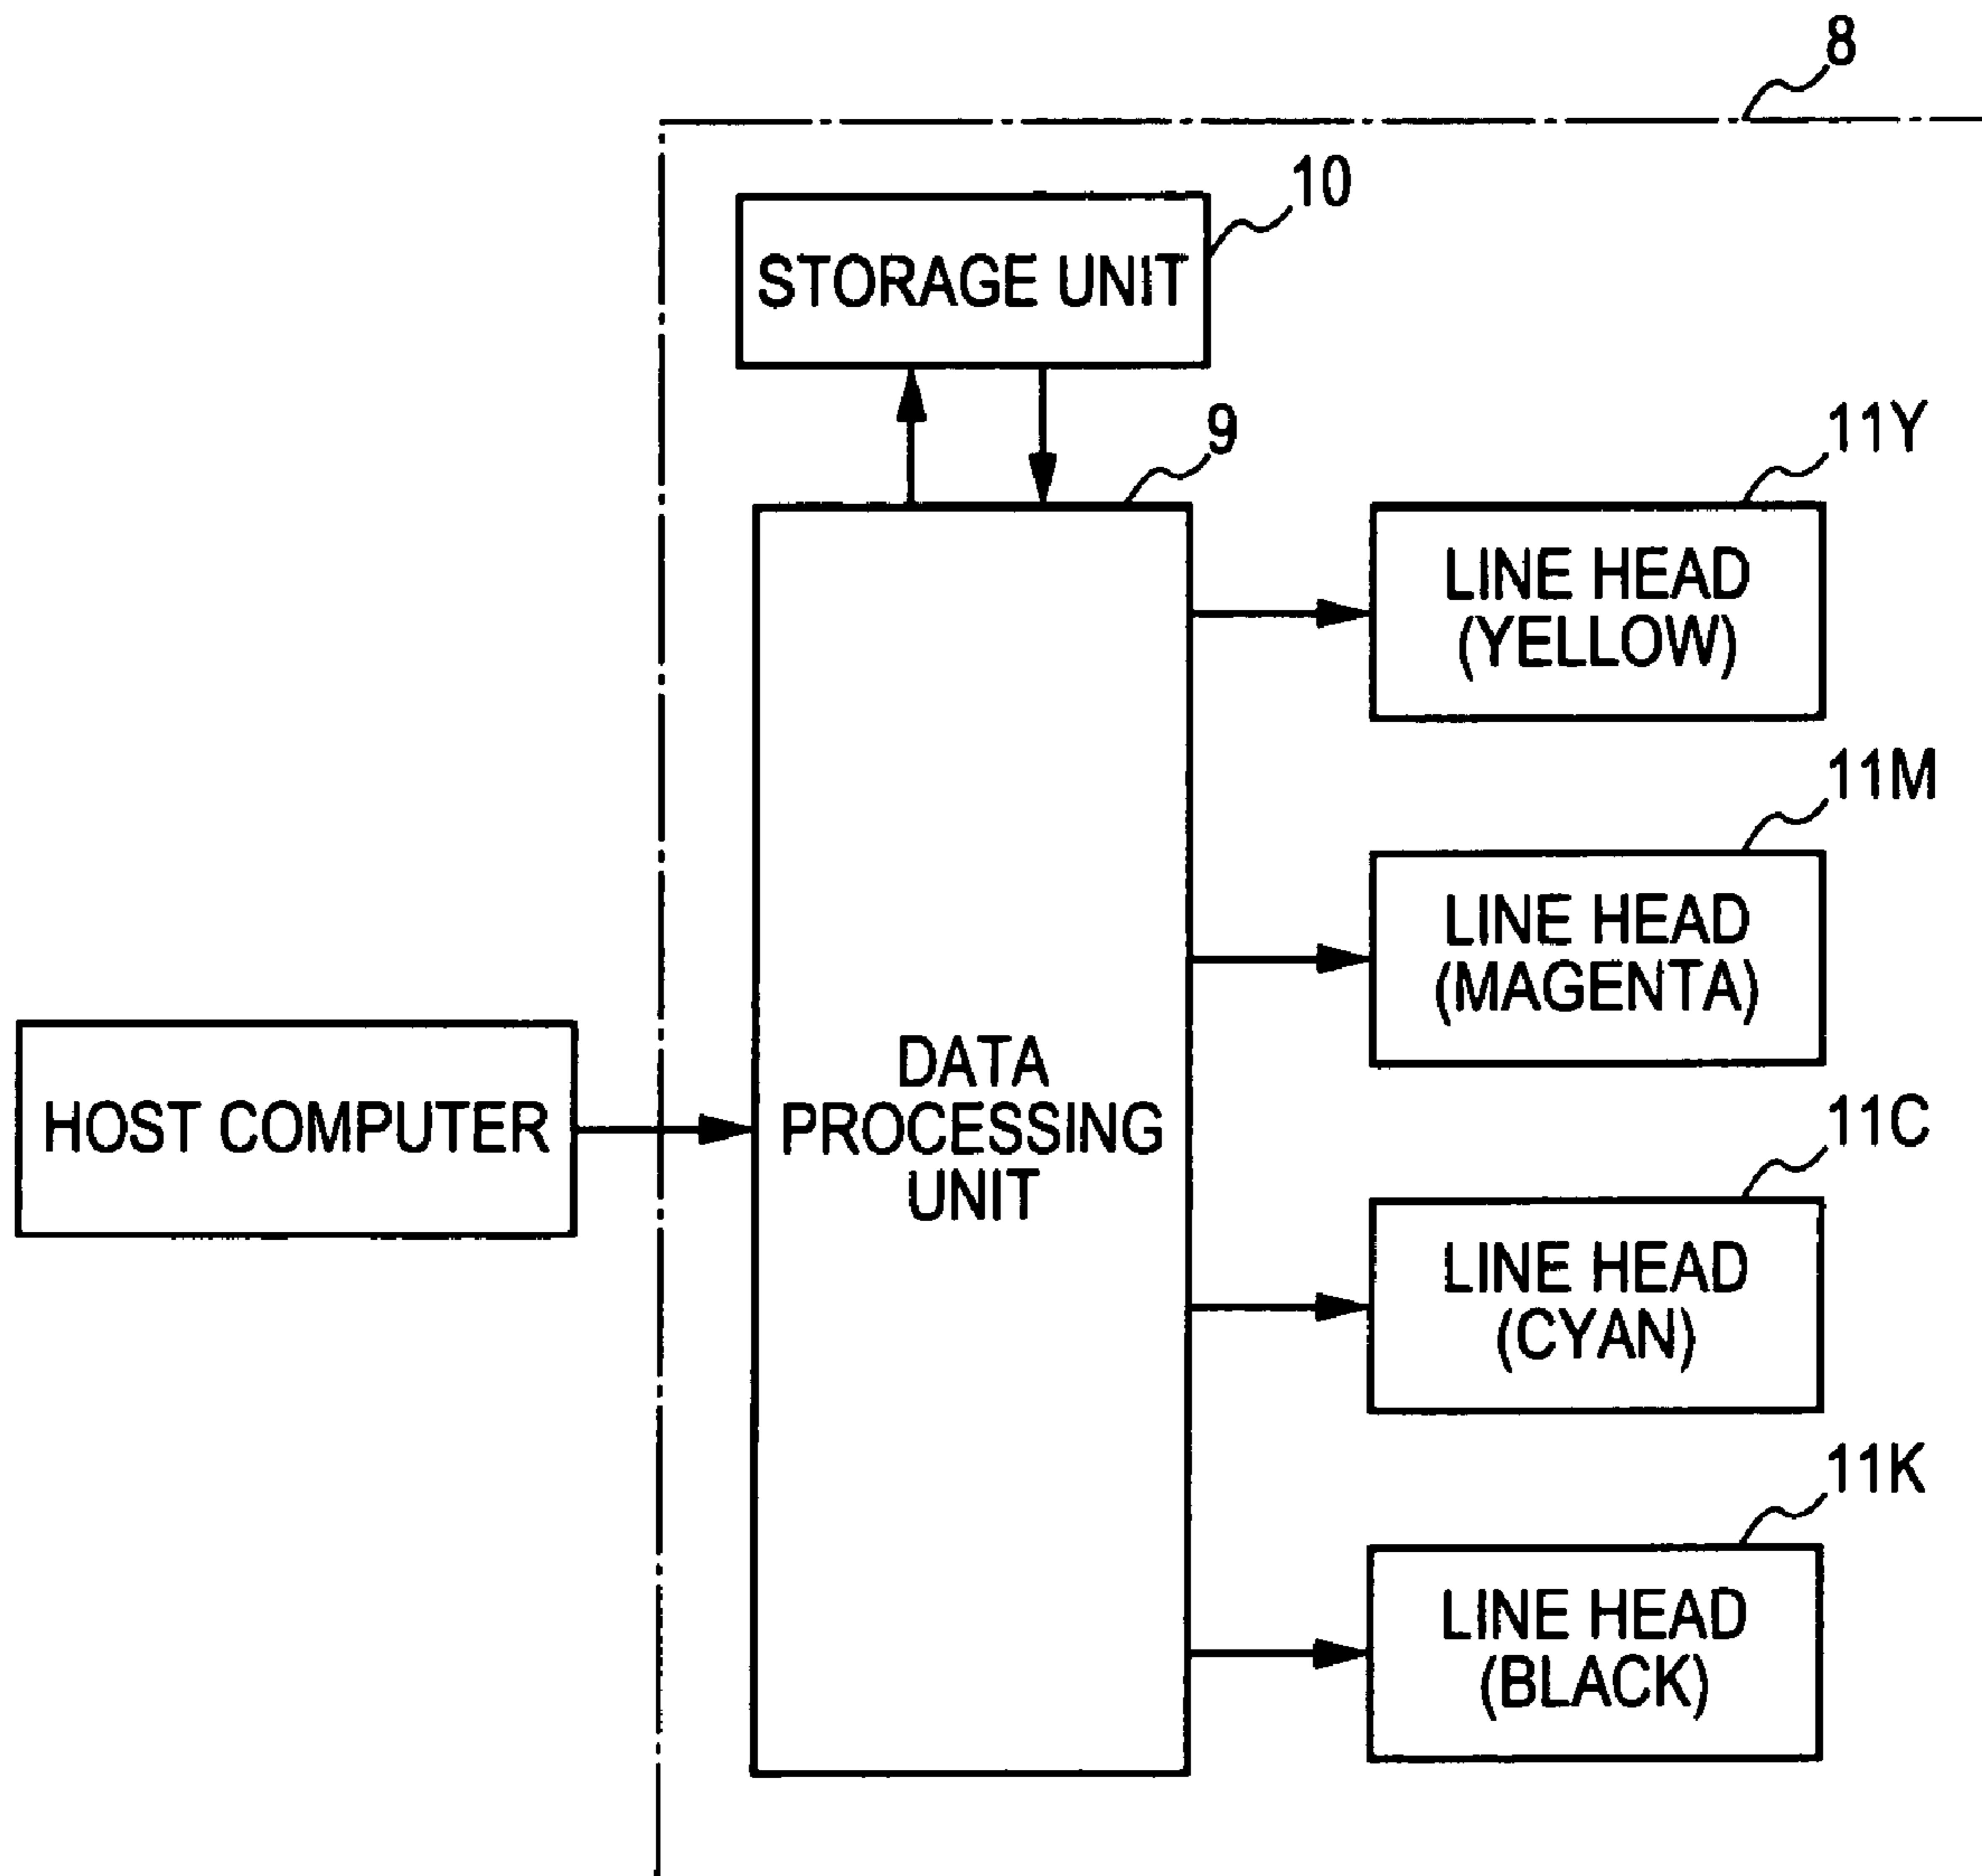 8
10
STORAGE UNIT
9
11Y
LINE HEAD
(YELLOW)
11M
LINE HEAD
(MAGENTA)
HOST COMPUTER
DATA
PROCESSING
UNIT
11C
LINE HEAD
(CYAN)
11K
LINE HEAD
(BLACK)